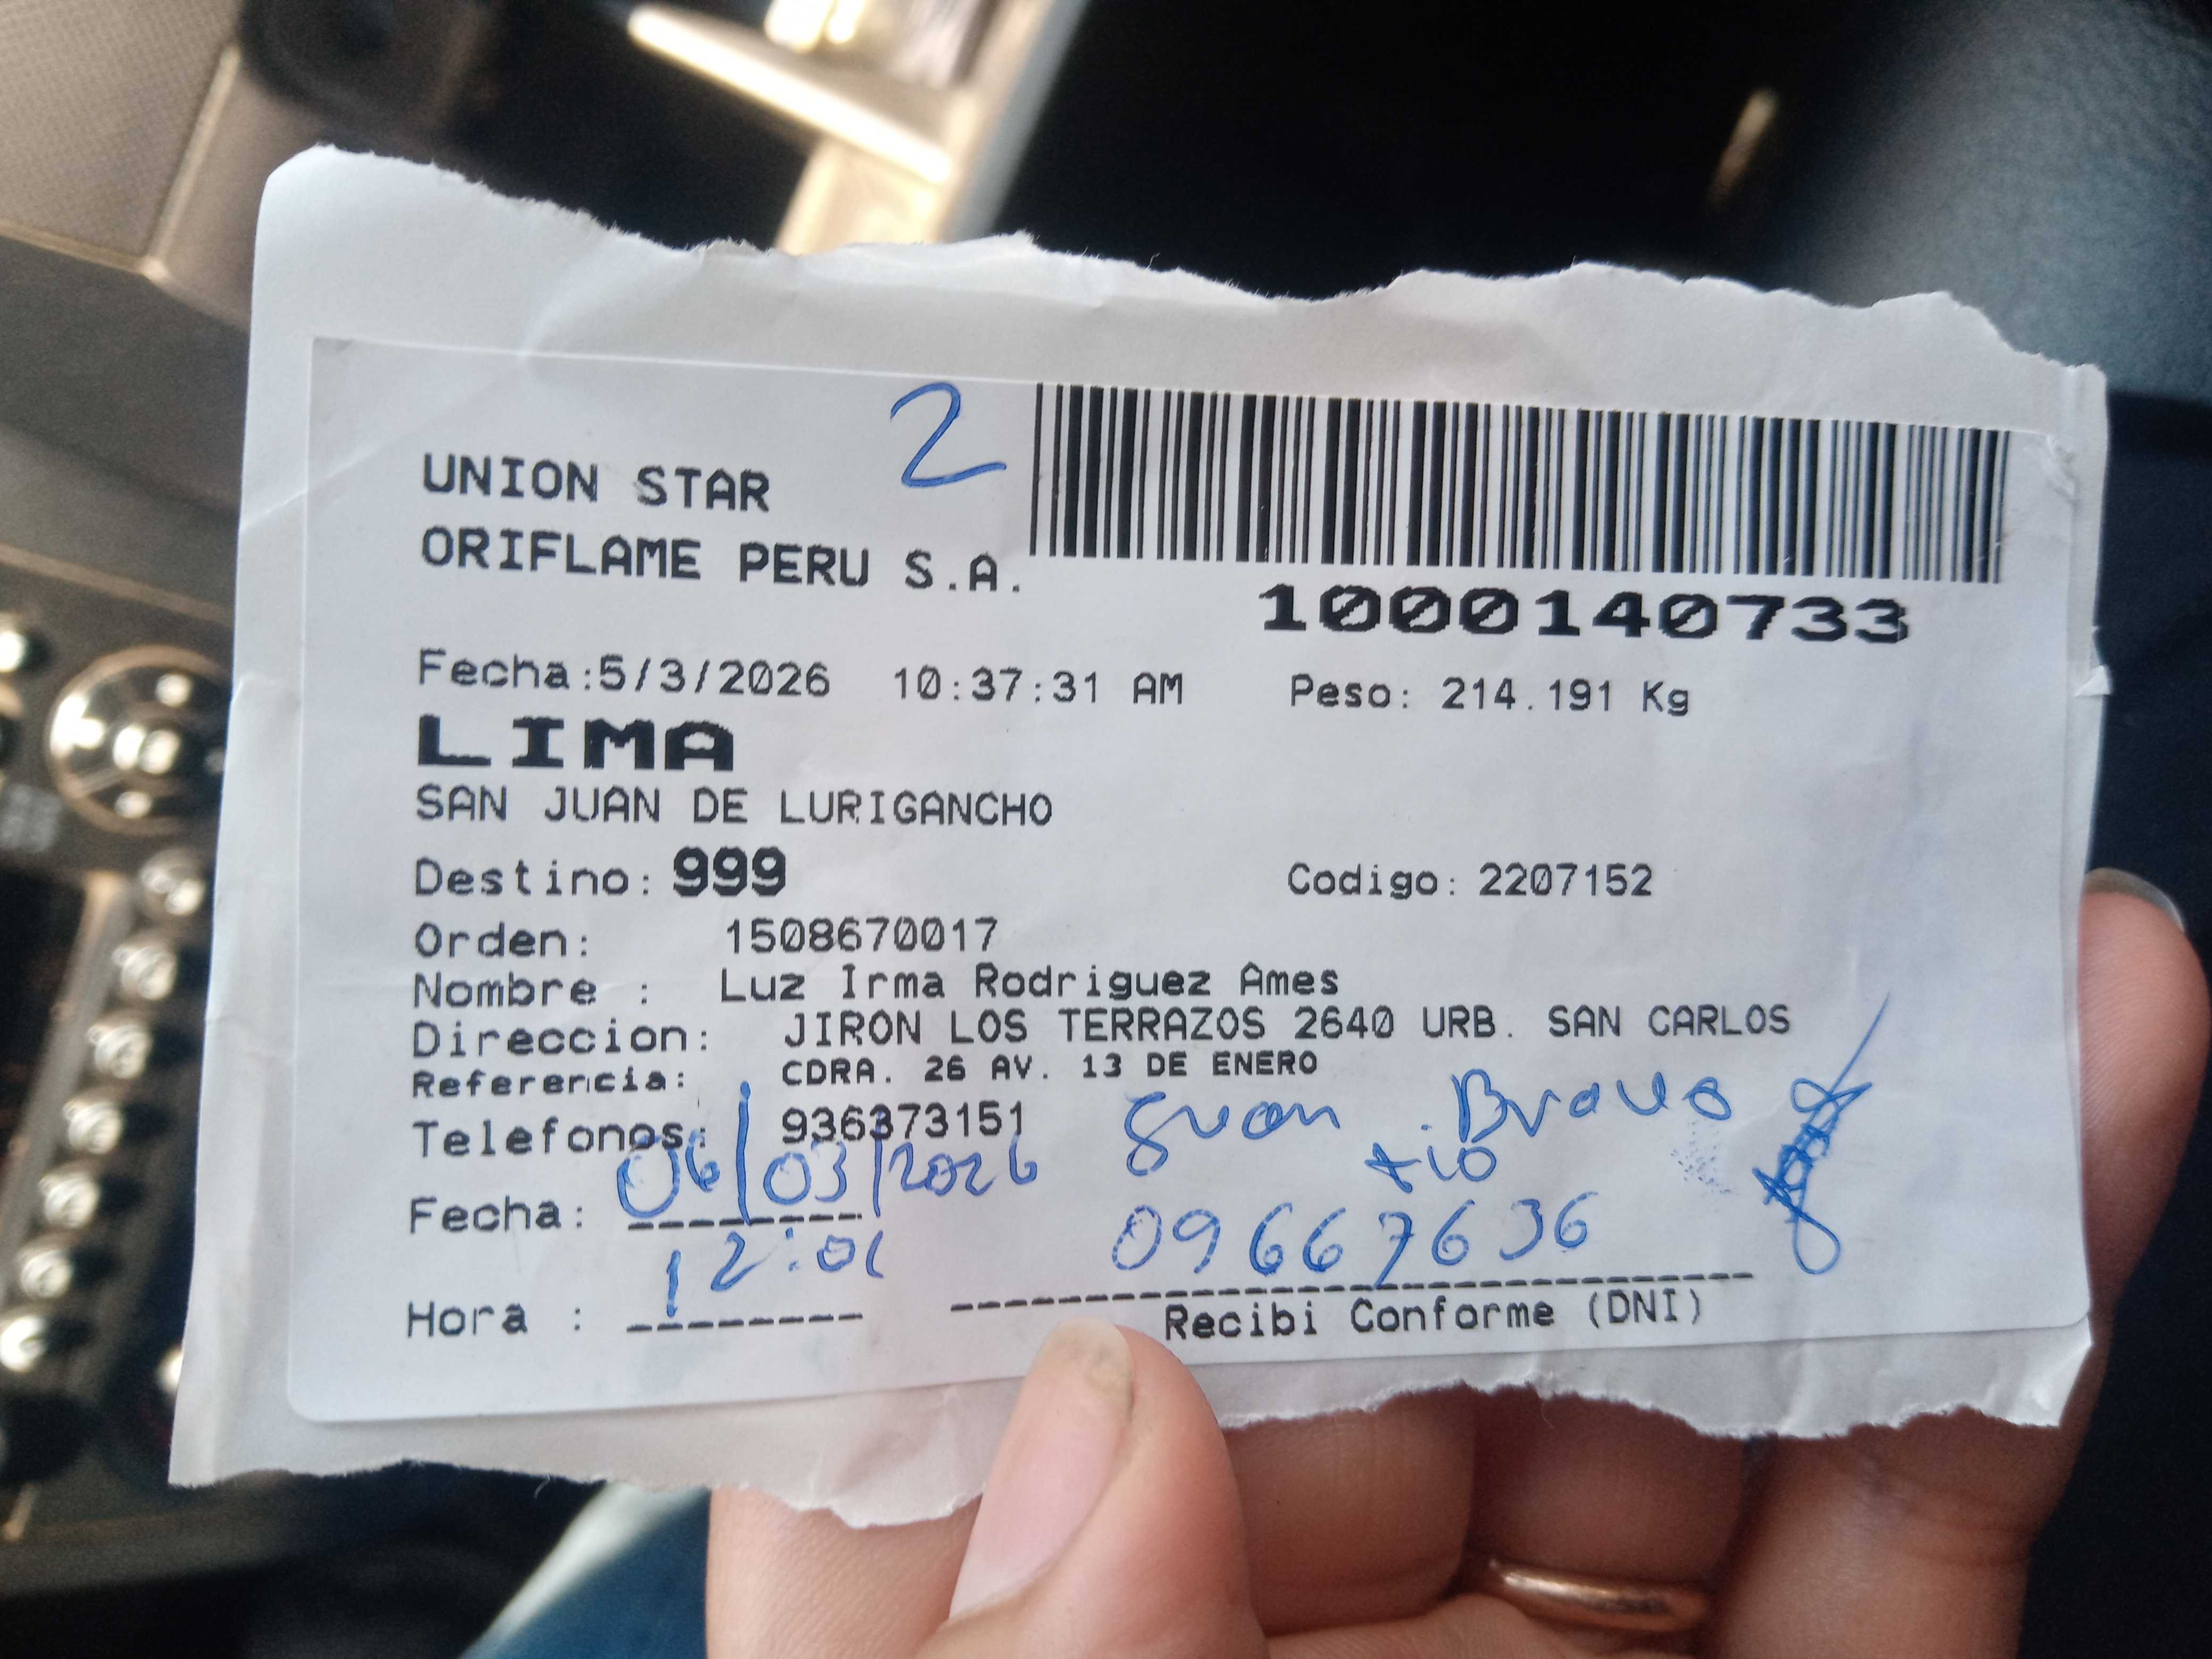 2
UNION STAR
ORIFLAME PERU S.A.
1000140733
Fecha:5/3/2026 10:37:31 AM Peso: 214.191 Kg
LIMA
SAN JUAN DE LURIGANCHO
Destino: 999 Codigo: 2207152
Orden: 1508670017
Nombre : Luz Irma Rodriguez Ames
Direccion: JIRON LOS TERRAZOS 2640 URB. SAN CARLOS
Referencia: CDRA. 26 AV. 13 DE ENERO
Telefonos: 936373151 Juan Bravo
tio
Fecha: 06/03/2026 09667636
Hora : 12:01 Recibi Conforme (DNI)